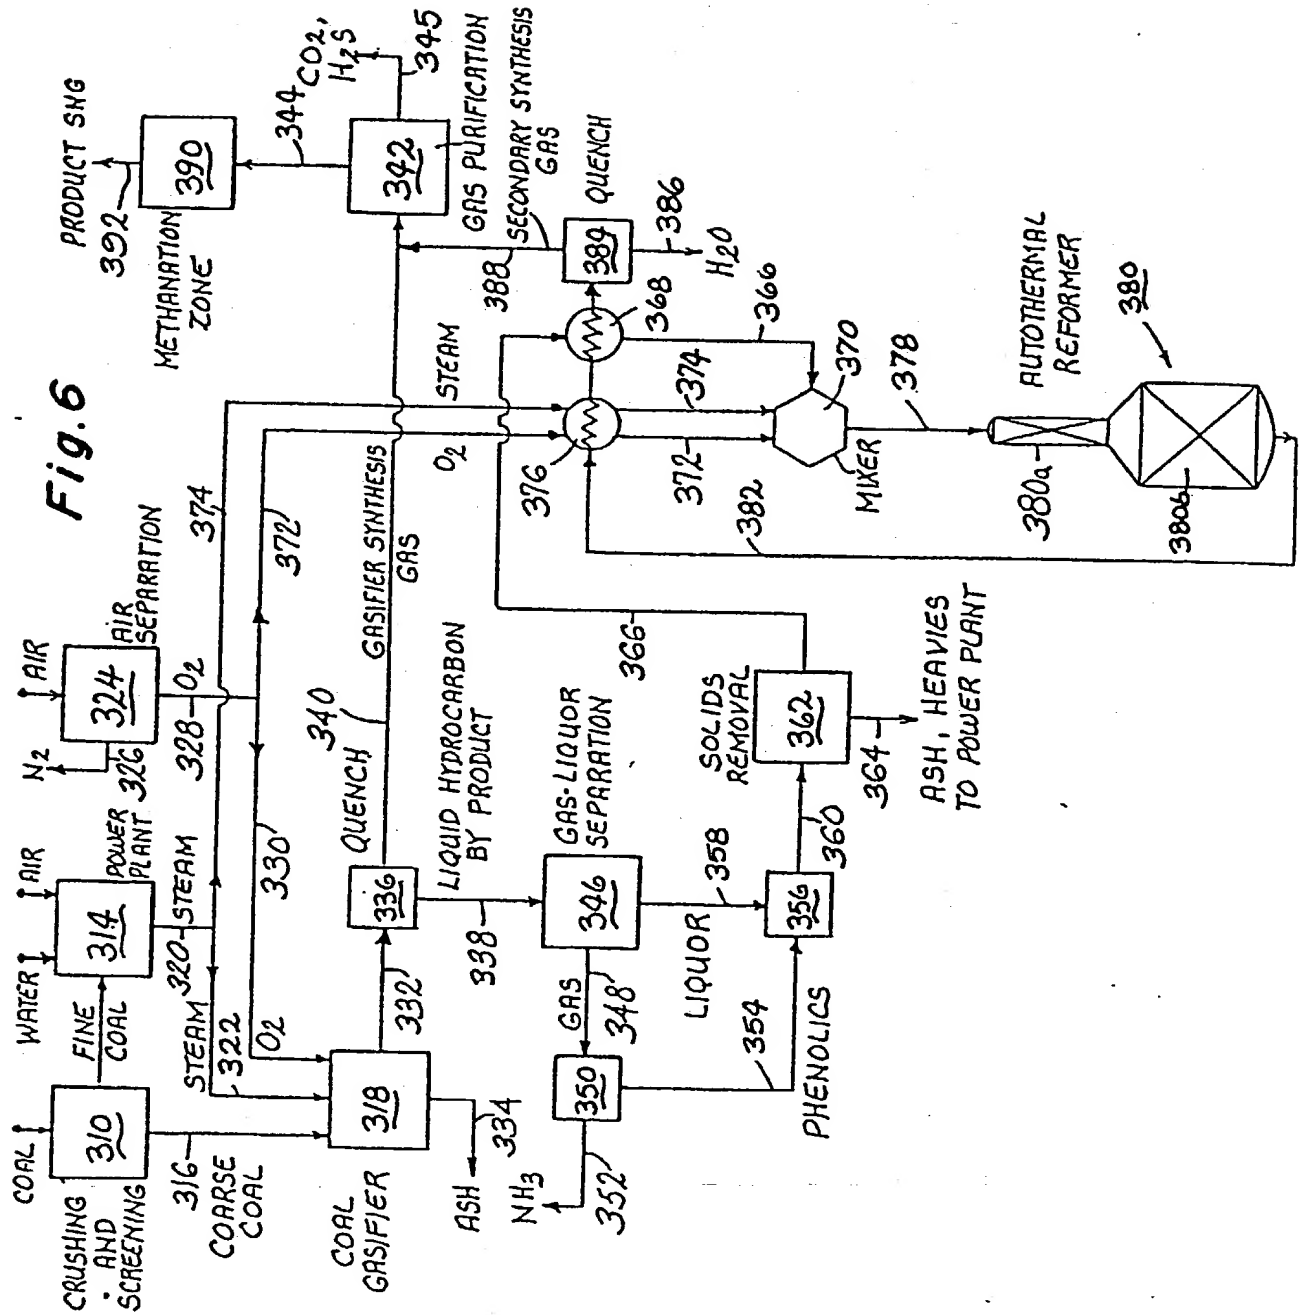 Fig. 6
COAL
CRUSHING
AND
SCREENING
310
FINE
COAL
WATER
AIR
314
POWER
PLANT
N2
326
AIR
324
AIR
SEPARATION
316
COARSE
COAL
STEAM
322
320
STEAM
328
O2
374
O2
330
372
COAL
GASIFIER
318
ASH
334
332
336
QUENCH
340
GASIFIER SYNTHESIS
GAS
O2
STEAM
338
LIQUID HYDROCARBON
BY PRODUCT
NH3
352
350
GAS
348
346
GAS-LIQUOR
SEPARATION
354
PHENOLICS
LIQUOR
358
356
360
SOLIDS
REMOVAL
362
364
ASH, HEAVIES
TO POWER PLANT
366
376
368
372
374
366
370
MIXER
378
382
380a
380b
AUTOTHERMAL
REFORMER
380
384
QUENCH
386
H2O
388
SECONDARY SYNTHESIS
GAS
342
GAS PURIFICATION
345
CO2,
H2S
344
METHANATION
ZONE
390
392
PRODUCT SNG